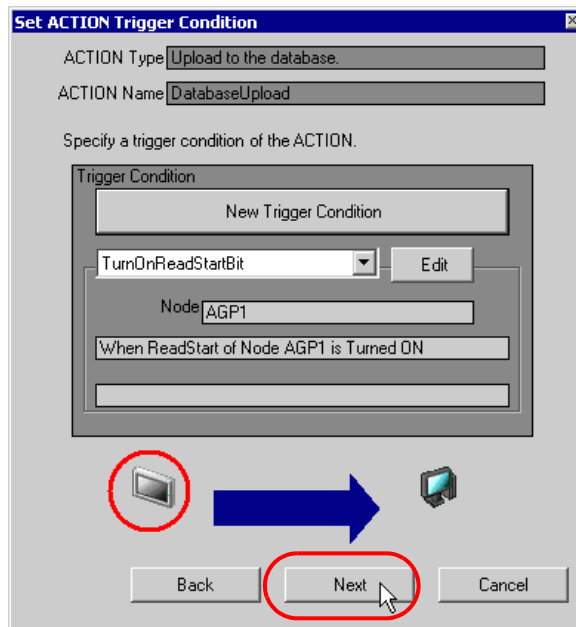 Set ACTION Trigger Condition
ACTION Type Upload to the database.
ACTION Name DatabaseUpload
Specify a trigger condition of the ACTION.
Trigger Condition
New Trigger Condition
TurnOnReadStartBit Edit
Node AGP1
When ReadStart of Node AGP1 is Turned ON
Back Next Cancel